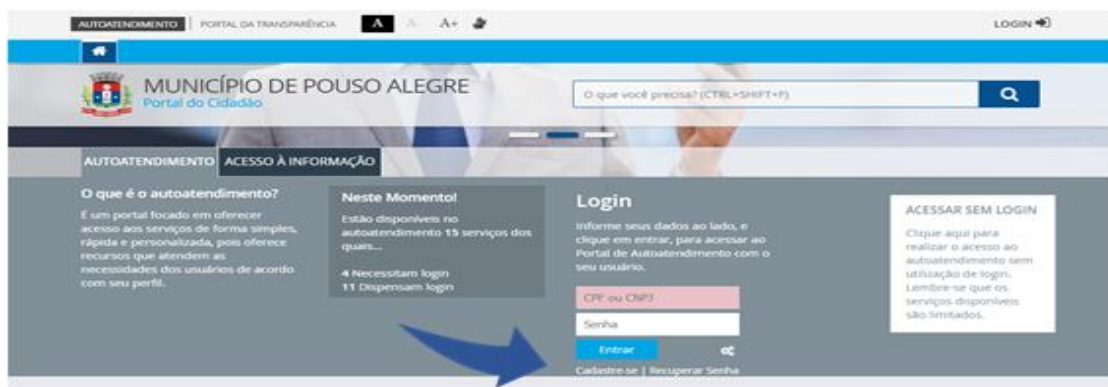 AUTOATENDIMENTO | PORTAL DA TRANSPARÊNCIA A A- A+ LOGIN
MUNICÍPIO DE POUSO ALEGRE
Portal do Cidadão
O que você precisa? (CTRL+SHIFT+P)
AUTOATENDIMENTO ACESSO À INFORMAÇÃO
O que é o autoatendimento?
É um portal focado em oferecer
acesso aos serviços de forma simples,
rápida e personalizada, pois oferece
recursos que atendem as
necessidades dos usuários de acordo
com seu perfil.
Neste Momento!
Estão disponíveis no
autoatendimento 15 serviços dos
quais...
4 Necessitam login
11 Dispensam login
Login
Informe seus dados ao lado, e
clique em entrar, para acessar ao
Portal de Autoatendimento com o
seu usuário.
CPF ou CNPJ
Senha
Entrar
Cadastre-se | Recuperar Senha
ACESSAR SEM LOGIN
Clique aqui para
realizar o acesso ao
autoatendimento sem
utilização de login.
Lembre-se que os
serviços disponíveis
são limitados.